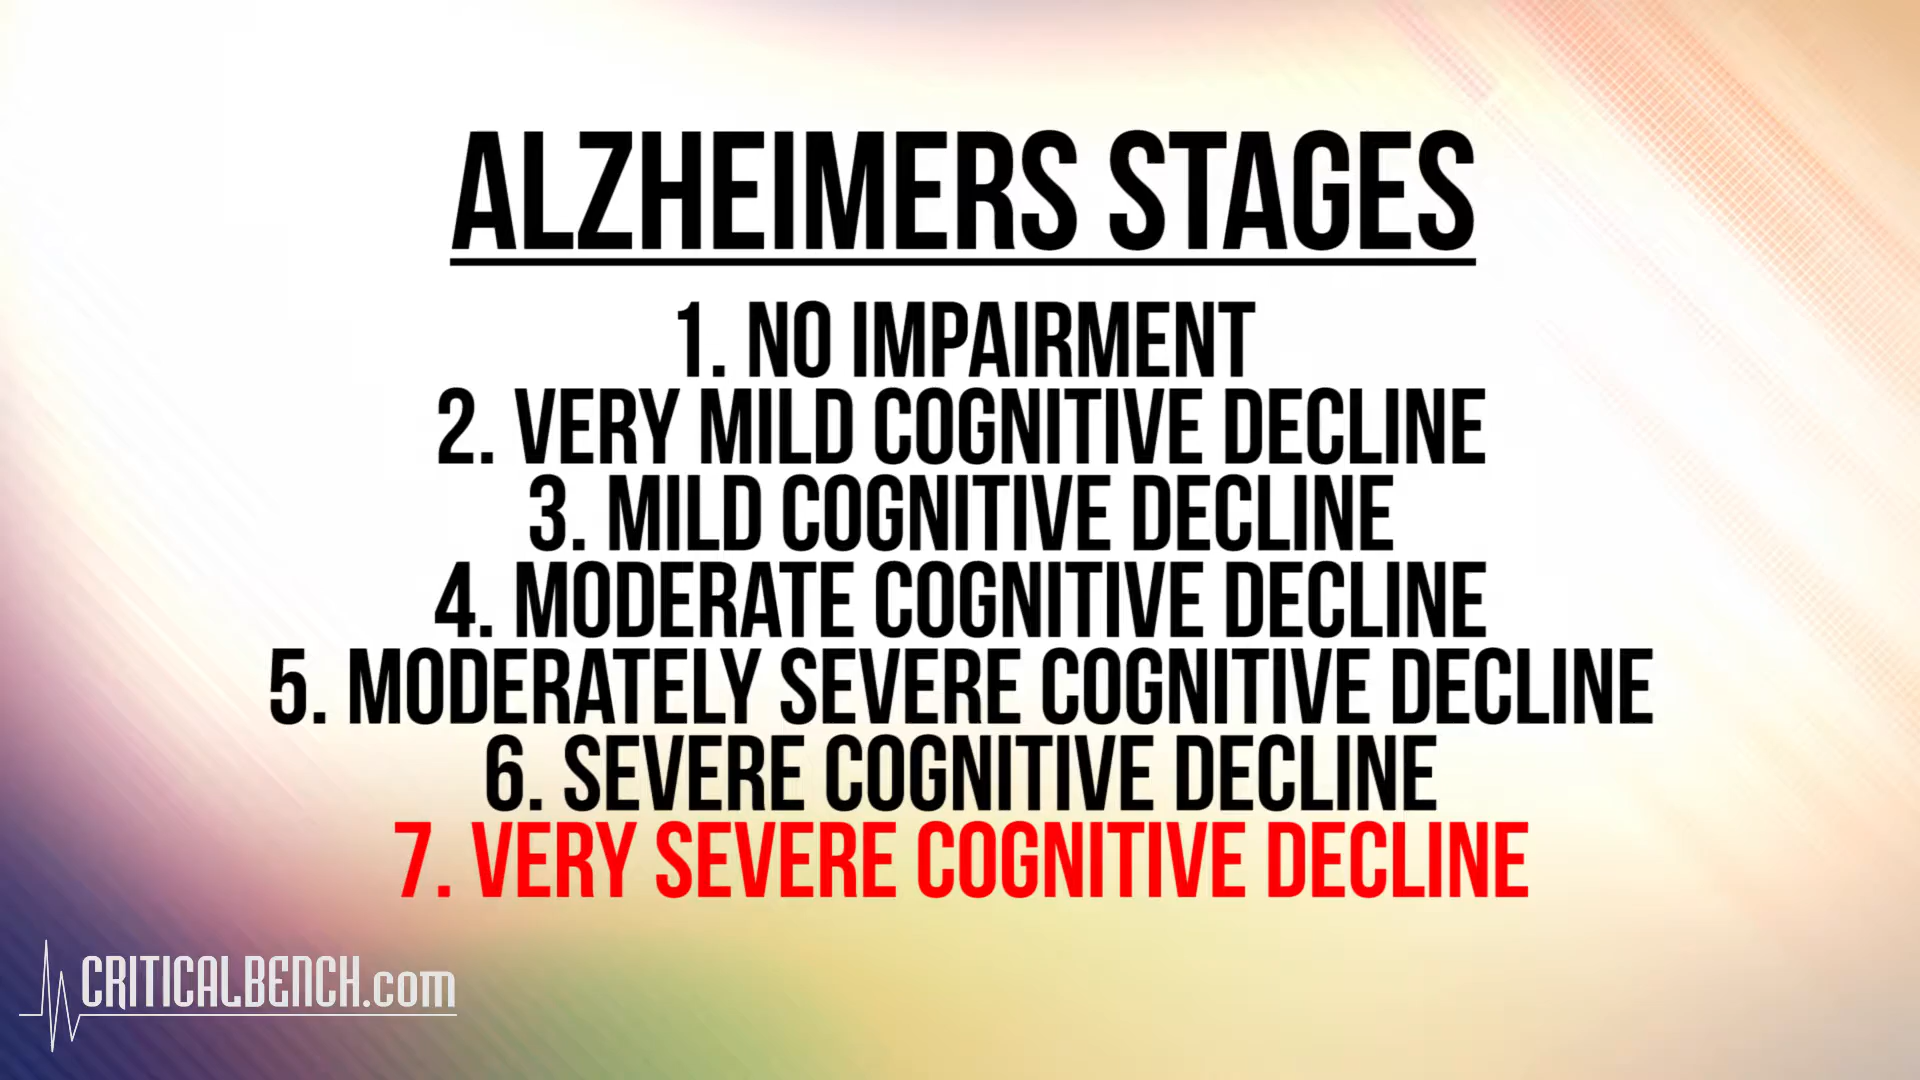 ALZHEIMERS STAGES
1. NO IMPAIRMENT
2. VERY MILD COGNITIVE DECLINE
3. MILD COGNITIVE DECLINE
4. MODERATE COGNITIVE DECLINE
5. MODERATELY SEVERE COGNITIVE DECLINE
6. SEVERE COGNITIVE DECLINE
7. VERY SEVERE COGNITIVE DECLINE
CRITICALBENCH.com